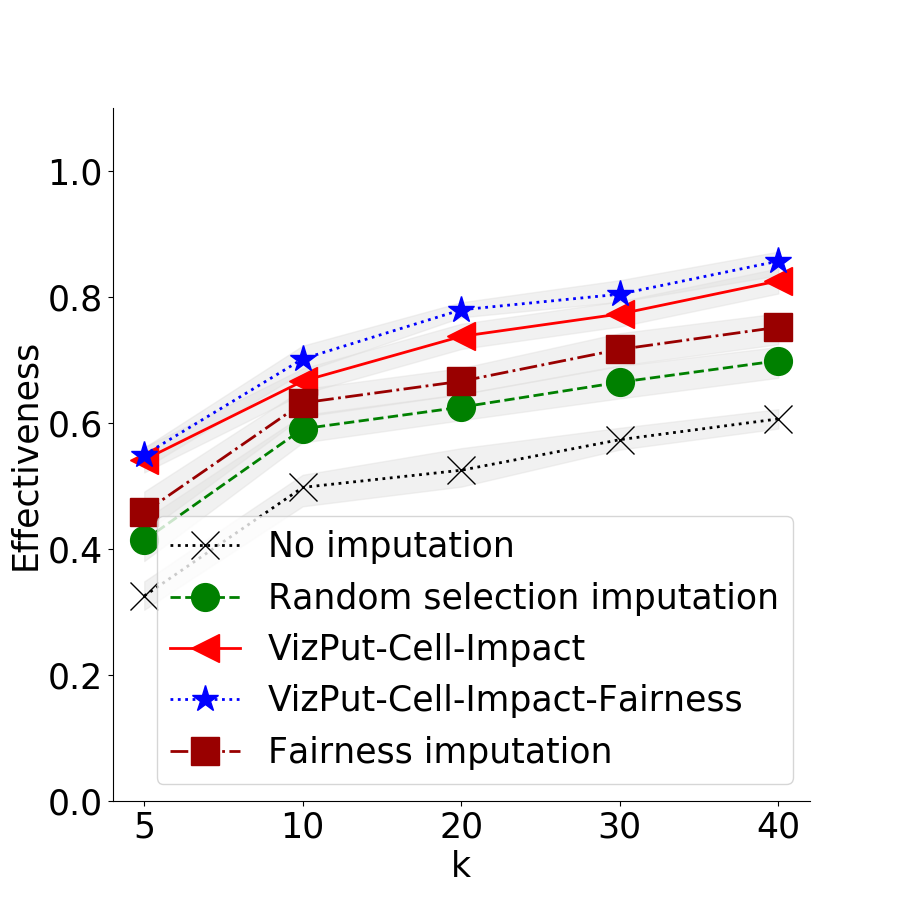 Effectiveness
1.0
0.8
0.6
0.4
0.2
0.0
No imputation
Random selection imputation
VizPut-Cell-Impact
VizPut-Cell-Impact-Fairness
Fairness imputation
5 10 20 30 40
k